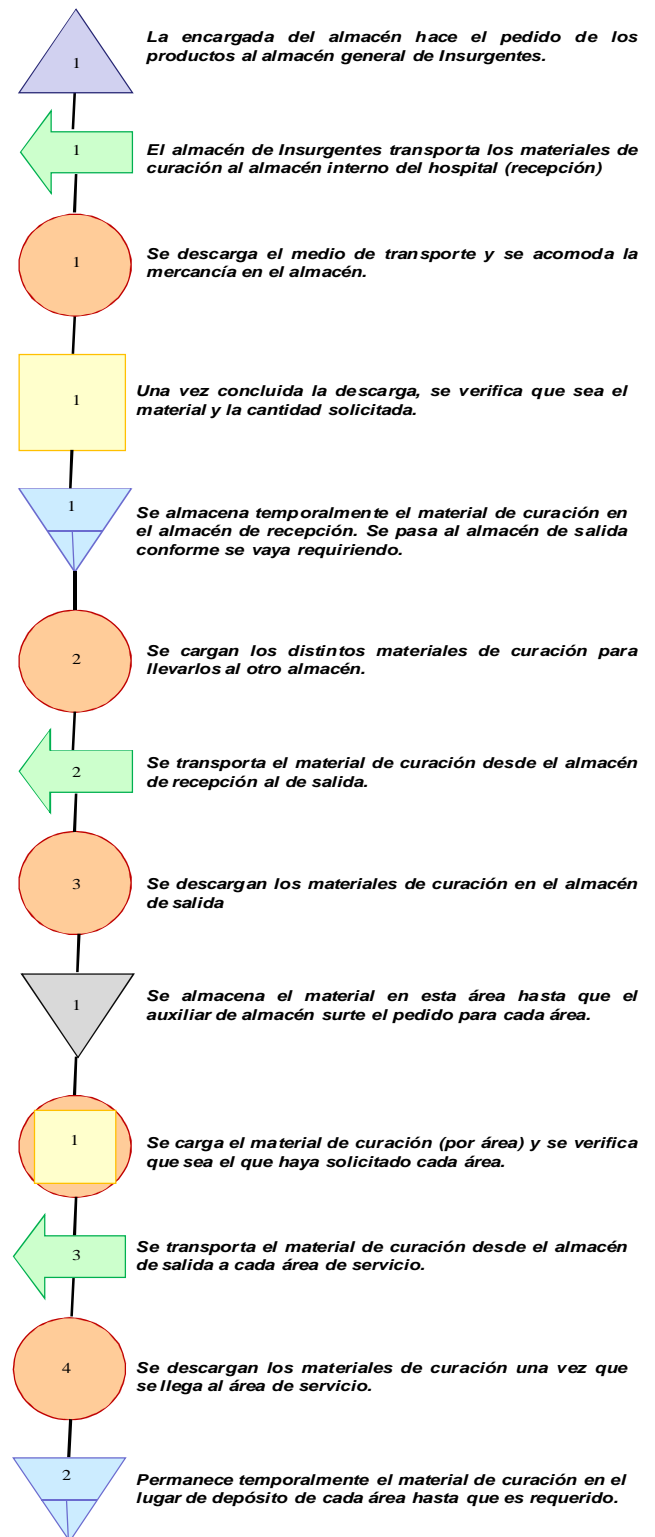 1
La encargada del almacén hace el pedido de los
productos al almacén general de Insurgentes.
1
El almacén de Insurgentes transporta los materiales de
curación al almacén interno del hospital (recepción)
1
Se descarga el medio de transporte y se acomoda la
mercancía en el almacén.
1
Una vez concluida la descarga, se verifica que sea el
material y la cantidad solicitada.
1
Se almacena temporalmente el material de curación en
el almacén de recepción. Se pasa al almacén de salida
conforme se vaya requiriendo.
2
Se cargan los distintos materiales de curación para
llevarlos al otro almacén.
2
Se transporta el material de curación desde el almacén
de recepción al de salida.
3
Se descargan los materiales de curación en el almacén
de salida
1
Se almacena el material en esta área hasta que el
auxiliar de almacén surte el pedido para cada área.
1
Se carga el material de curación (por área) y se verifica
que sea el que haya solicitado cada área.
3
Se transporta el material de curación desde el almacén
de salida a cada área de servicio.
4
Se descargan los materiales de curación una vez que
se llega al área de servicio.
2
Permanece temporalmente el material de curación en el
lugar de depósito de cada área hasta que es requerido.